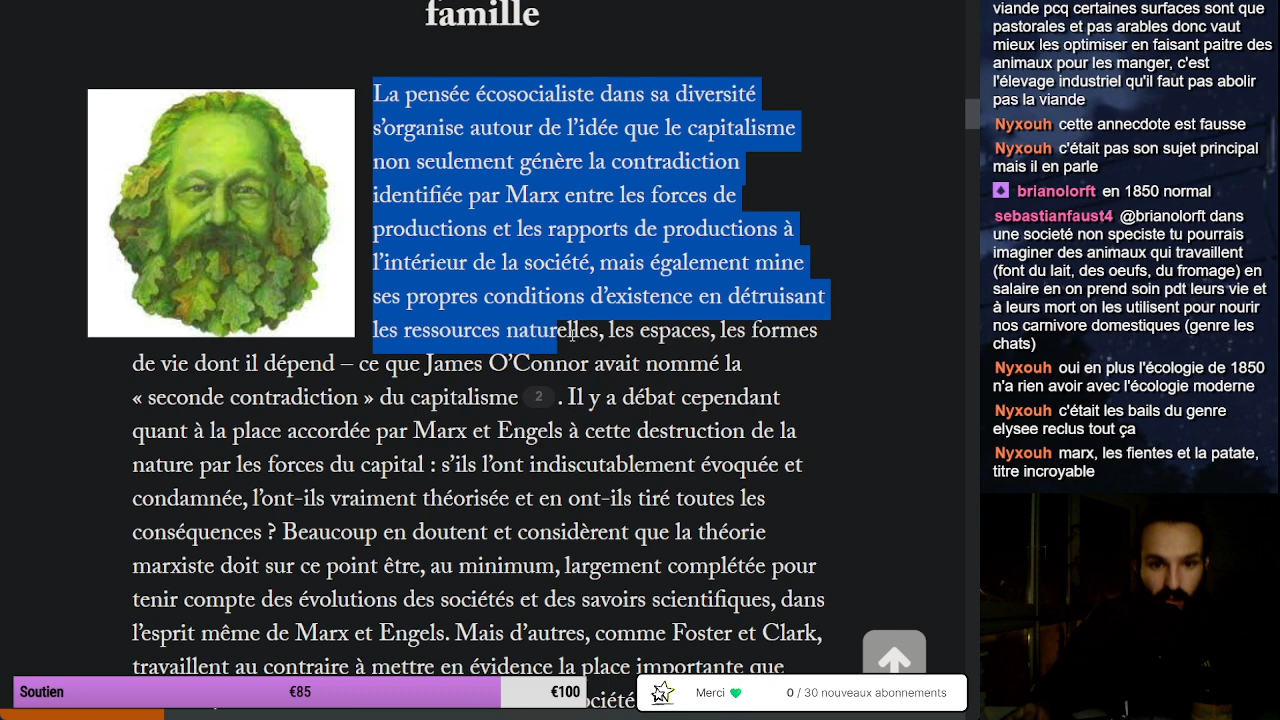 famille
La pensée écosocialiste dans sa diversité
s’organise autour de l’idée que le capitalisme
non seulement génère la contradiction
identifiée par Marx entre les forces de
productions et les rapports de productions à
l’intérieur de la société, mais également mine
ses propres conditions d’existence en détruisant
les ressources naturelles, les espaces, les formes
de vie dont il dépend – ce que James O’Connor avait nommé la
« seconde contradiction » du capitalisme 2 . Il y a débat cependant
quant à la place accordée par Marx et Engels à cette destruction de la
nature par les forces du capital : s’ils l’ont indiscutablement évoquée et
condamnée, l’ont-ils vraiment théorisée et en ont-ils tiré toutes les
conséquences ? Beaucoup en doutent et considèrent que la théorie
marxiste doit sur ce point être, au minimum, largement complétée pour
tenir compte des évolutions des sociétés et des savoirs scientifiques, dans
l’esprit même de Marx et Engels. Mais d’autres, comme Foster et Clark,
travaillent au contraire à mettre en évidence la place importante que
Soutien €85 €100
Merci 0 / 30 nouveaux abonnements
viande pcq certaines surfaces sont que
pastorales et pas arables donc vaut
mieux les optimiser en faisant paitre des
animaux pour les manger, c'est
l'élevage industriel qu'il faut pas abolir
pas la viande
Nyxouh cette annecdote est fausse
Nyxouh c'était pas son sujet principal
mais il en parle
brianolorft en 1850 normal
sebastianfaust4 @brianolorft dans
une societé non speciste tu pourrais
imaginer des animaux qui travaillent
(font du lait, des oeufs, du fromage) en
salaire en on prend soin pdt leurs vie et
à leurs mort on les utilisent pour nourir
nos carnivore domestiques (genre les
chats)
Nyxouh oui en plus l'écologie de 1850
n'a rien avoir avec l'écologie moderne
Nyxouh c'était les bails du genre
elysee reclus tout ça
Nyxouh marx, les fientes et la patate,
titre incroyable